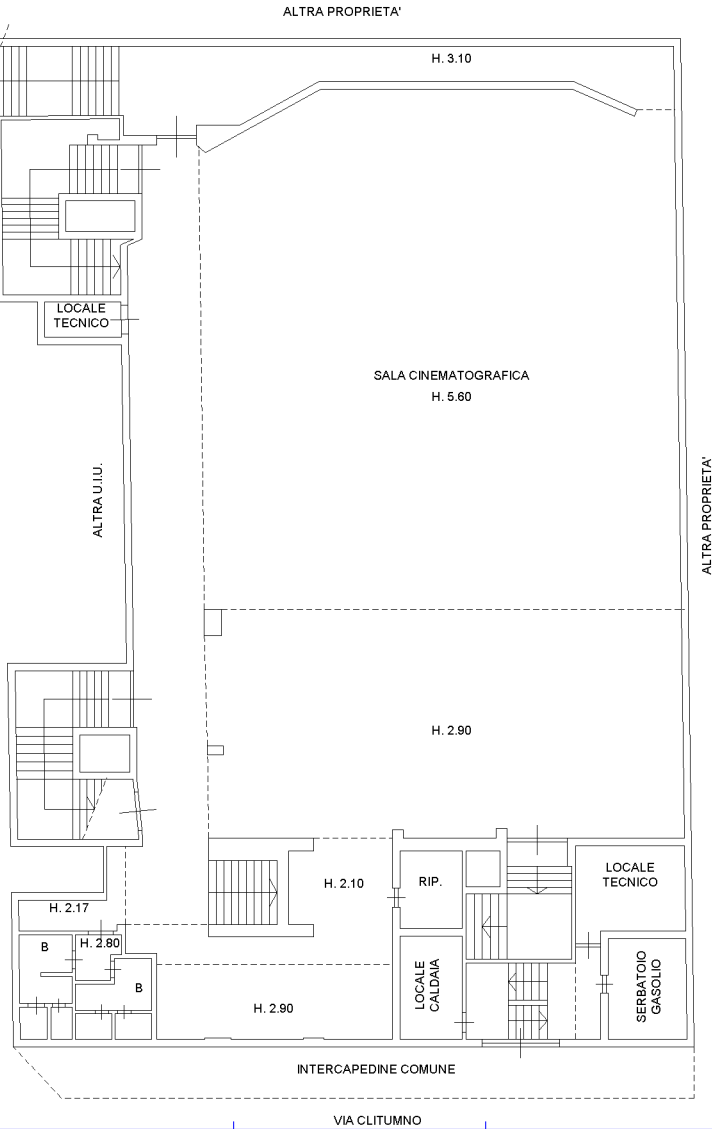 ALTRA PROPRIETA'
H. 3.10
LOCALE
TECNICO
SALA CINEMATOGRAFICA
H. 5.60
ALTRA U.I.U.
ALTRA PROPRIETA'
H. 2.90
H. 2.10
RIP.
LOCALE
TECNICO
H. 2.17
B
H. 2.80
B
H. 2.90
LOCALE
CALDAIA
SERBATOIO
GASOLIO
INTERCAPEDINE COMUNE
VIA CLITUMNO